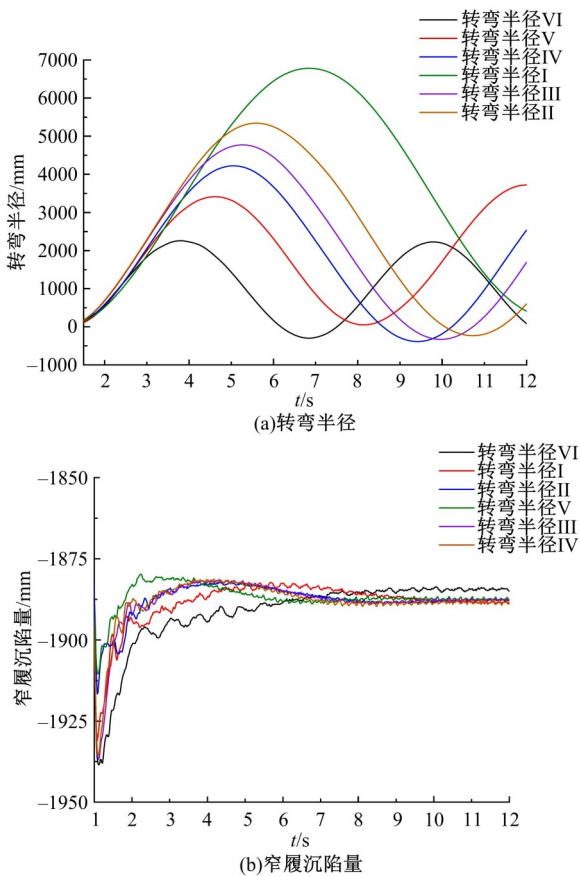 转弯半径VI
转弯半径V
转弯半径IV
转弯半径I
转弯半径III
转弯半径II
7000
6000
5000
4000
3000
2000
1000
0
–1000
转弯半径/mm
2 3 4 5 6 7 8 9 10 11 12
t/s
(a)转弯半径
转弯半径VI
转弯半径I
转弯半径II
转弯半径V
转弯半径III
转弯半径IV
–1850
–1875
–1900
–1925
–1950
窄履沉陷量/mm
1 2 3 4 5 6 7 8 9 10 11 12
t/s
(b)窄履沉陷量